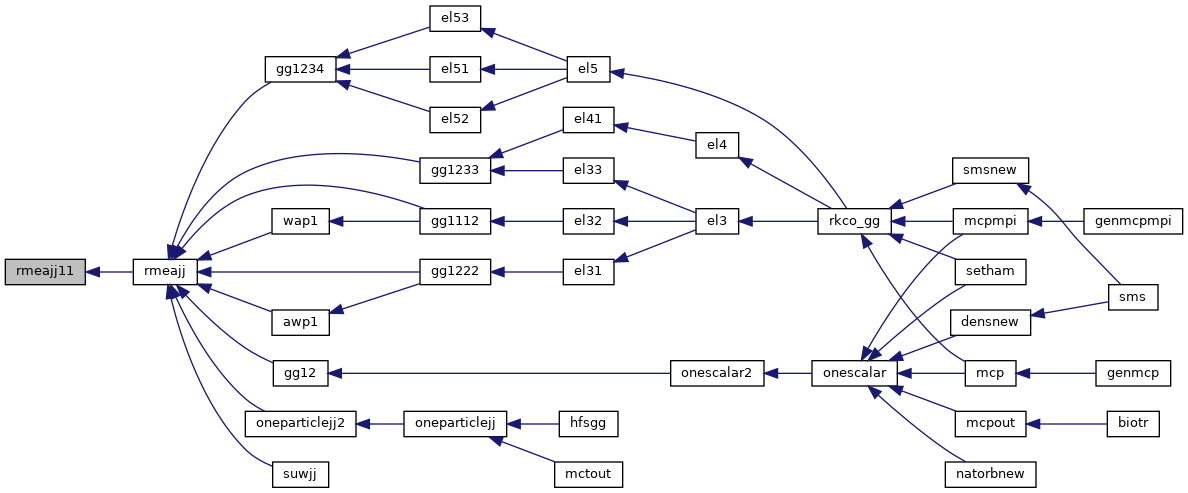 el53
gg1234
el51
el5
el52
el41
el4
gg1233
el33
smsnew
wap1
gg1112
el32
el3
rkco_gg
mcpmpi
genmcpmpi
rmeajj11
rmeajj
gg1222
el31
setham
sms
awp1
densnew
gg12
onescalar2
onescalar
mcp
genmcp
oneparticlejj2
oneparticlejj
hfsgg
mcpout
biotr
suwjj
mctout
natorbnew